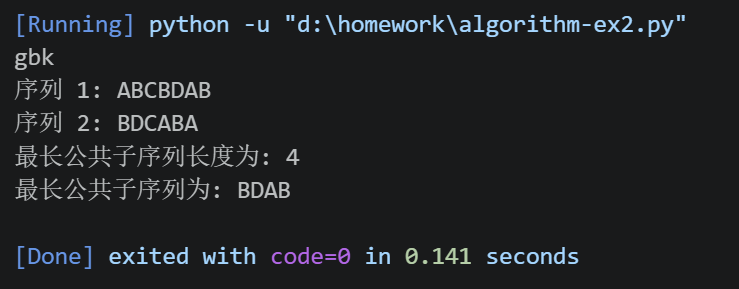 [Running] python -u "d:\homework\algorithm-ex2.py"
gbk
序列 1: ABCBDAB
序列 2: BDCABA
最长公共子序列长度为: 4
最长公共子序列为: BDAB
[Done] exited with code=0 in 0.141 seconds